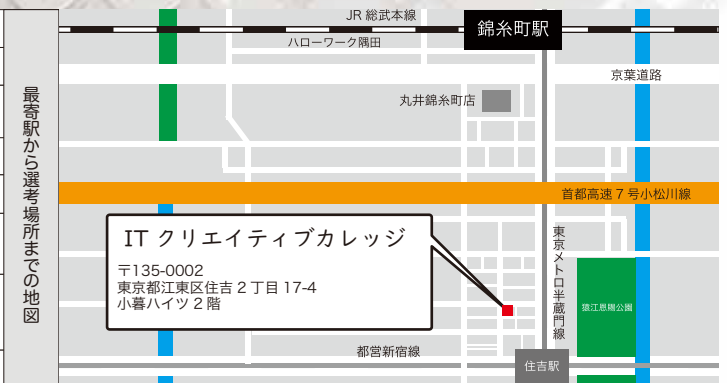 最寄駅から選考場所までの地図
JR 総武本線
錦糸町駅
ハローワーク隅田
京葉道路
丸井錦糸町店
首都高速 7 号小松川線
IT クリエイティブカレッジ
〒135-0002
東京都江東区住吉 2 丁目 17-4
小暮ハイツ 2 階
東京メトロ半蔵門線
猿江恩賜公園
都営新宿線
住吉駅